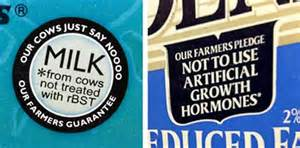 s®
OUR COWS JUST SAY NOOOO
MILK
*from cows
not treated
with rBST
OUR FARMERS GUARANTEE
OUR FARMERS PLEDGE
NOT TO USE
ARTIFICIAL
GROWTH
HORMONES*
2%